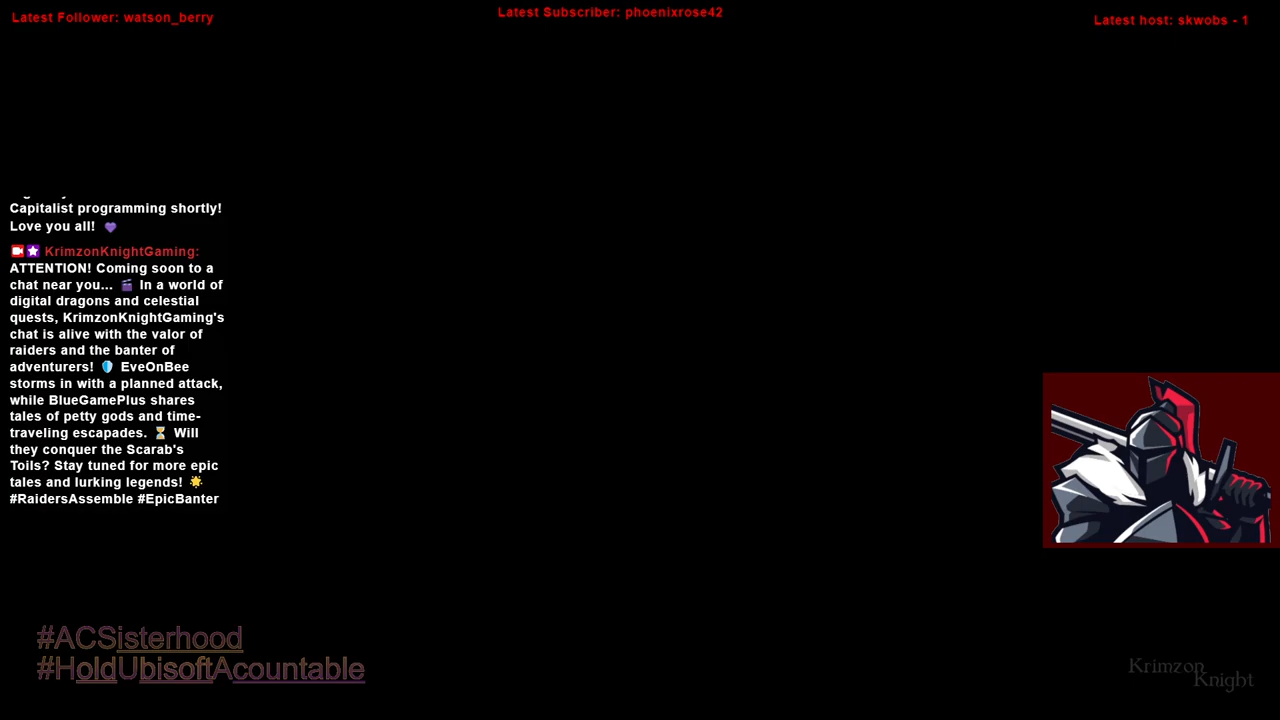 Latest Follower: watson_berry
Latest Subscriber: phoenixrose42
Latest host: skwobs - 1
Capitalist programming shortly!
Love you all! 💜
KrimzonKnightGaming:
ATTENTION! Coming soon to a
chat near you... 🎬 In a world of
digital dragons and celestial
quests, KrimzonKnightGaming's
chat is alive with the valor of
raiders and the banter of
adventurers! 🛡️ EveOnBee
storms in with a planned attack,
while BlueGamePlus shares
tales of petty gods and time-
traveling escapades. ⏳ Will
they conquer the Scarab's
Toils? Stay tuned for more epic
tales and lurking legends! 🌟
#RaidersAssemble #EpicBanter
#ACSisterhood
#HoldUbisoftAcountable
Krimzon
Knight